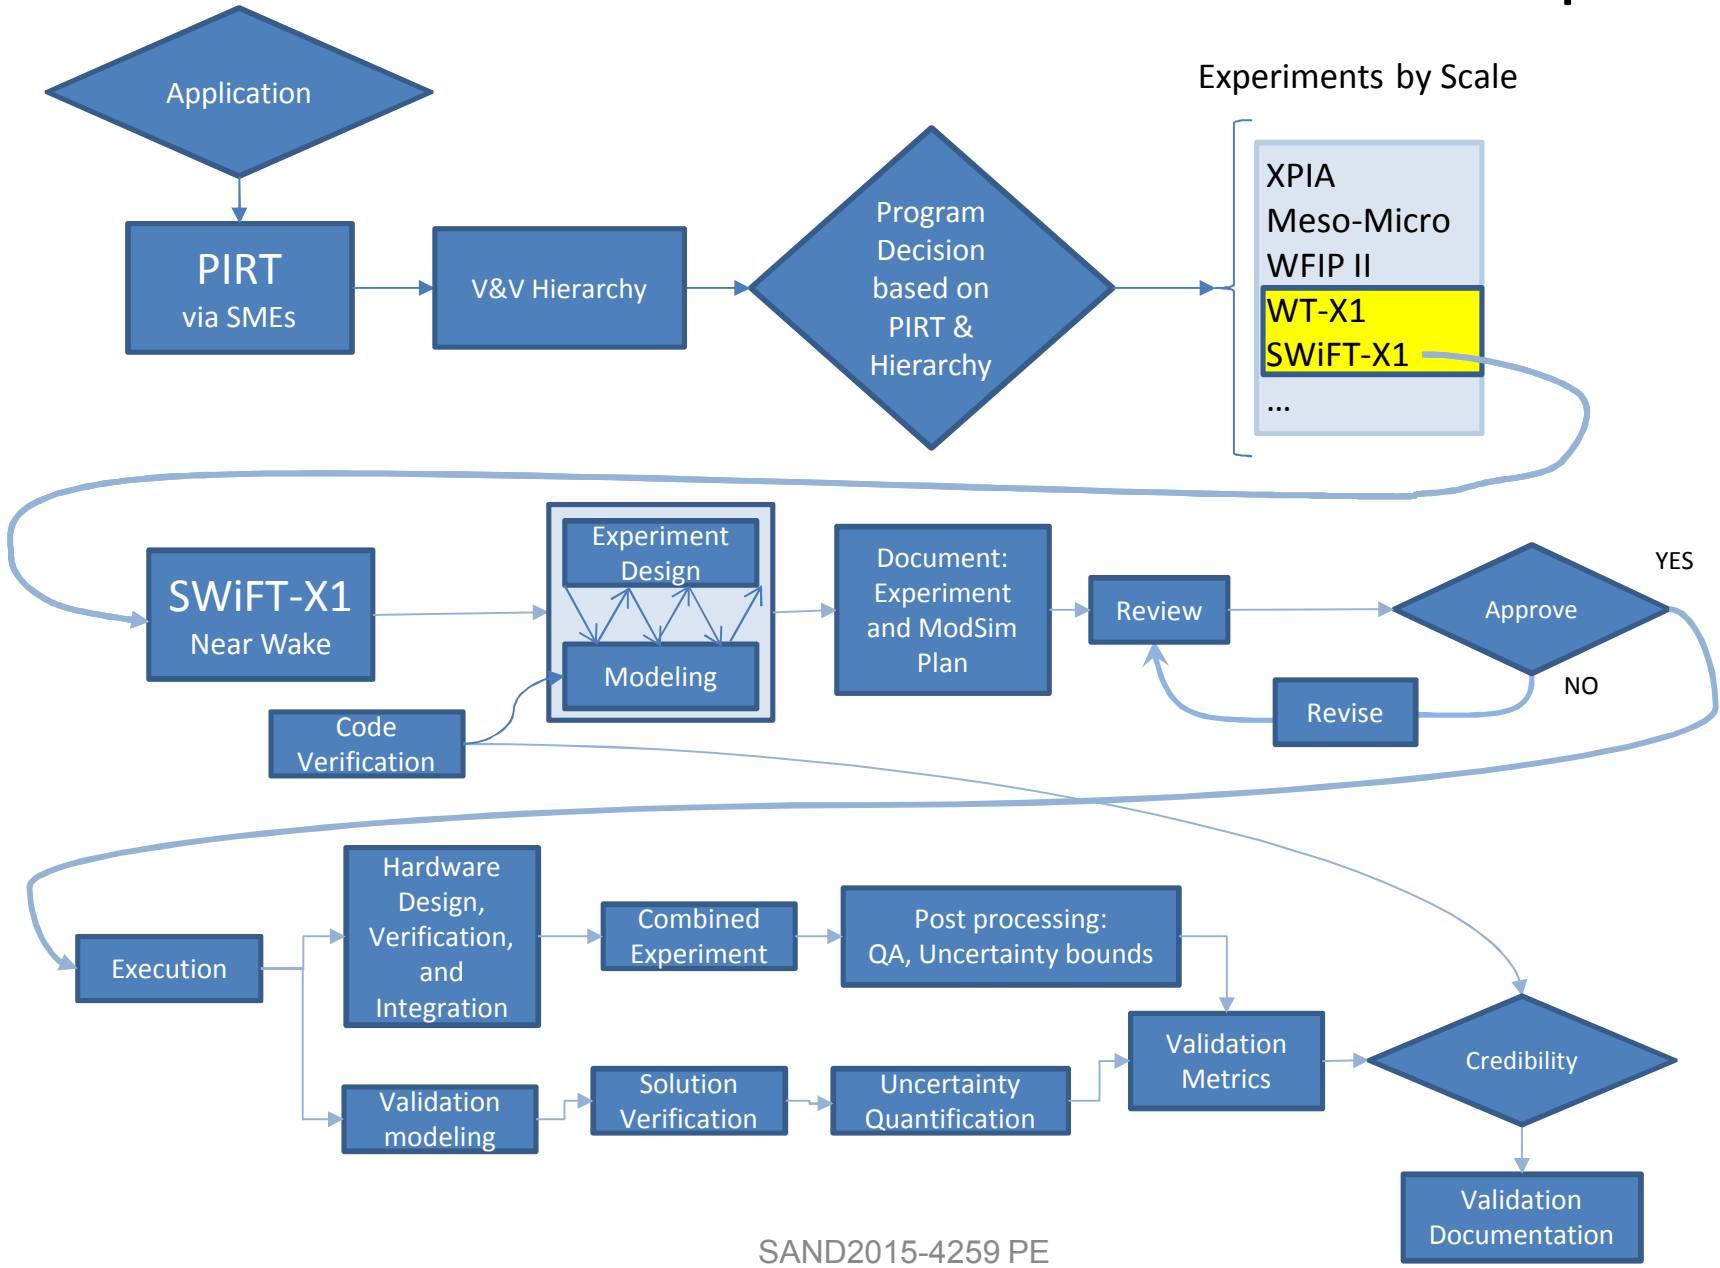 Application
Experiments by Scale
PIRT
via SMEs
V&V Hierarchy
Program
Decision
based on
PIRT &
Hierarchy
XPIA
Meso-Micro
WFIP II
WT-X1
SWiFT-X1
...
SWiFT-X1
Near Wake
Experiment
Design
Modeling
Code
Verification
Document:
Experiment
and ModSim
Plan
Review
Approve
YES
NO
Revise
Execution
Hardware
Design,
Verification,
and
Integration
Combined
Experiment
Post processing:
QA, Uncertainty bounds
Validation
modeling
Solution
Verification
Uncertainty
Quantification
Validation
Metrics
Credibility
Validation
Documentation
SAND2015-4259 PE